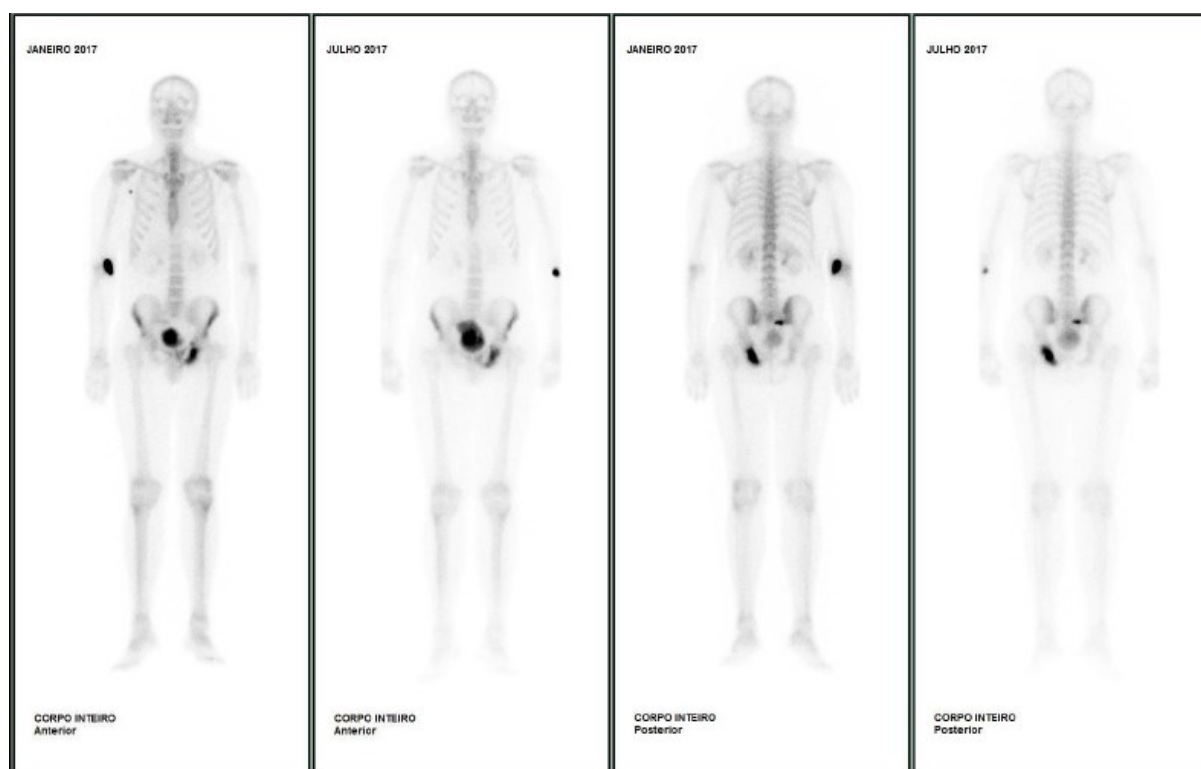 JANEIRO 2017
CORPO INTEIRO
Anterior
JULHO 2017
CORPO INTEIRO
Anterior
JANEIRO 2017
CORPO INTEIRO
Posterior
JULHO 2017
CORPO INTEIRO
Posterior